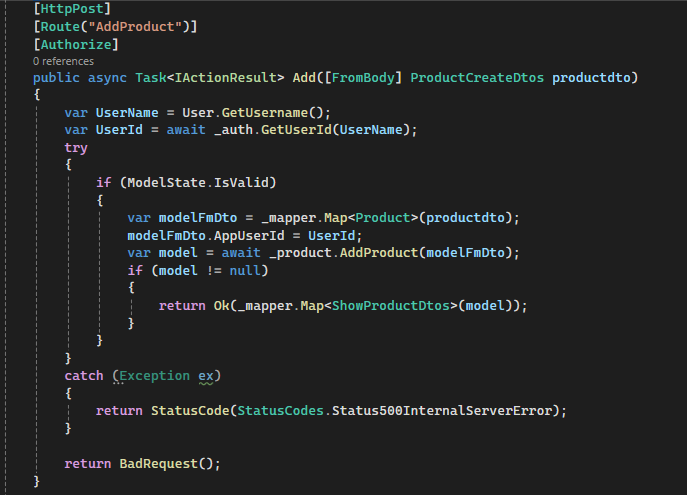 [HttpPost]
[Route("AddProduct")]
[Authorize]
0 references
public async Task<IActionResult> Add([FromBody] ProductCreateDtos productdto)
{
var UserName = User.GetUsername();
var UserId = await _auth.GetUserId(UserName);
try
{
if (ModelState.IsValid)
{
var modelFmDto = _mapper.Map<Product>(productdto);
modelFmDto.AppUserId = UserId;
var model = await _product.AddProduct(modelFmDto);
if (model != null)
{
return Ok(_mapper.Map<ShowProductDtos>(model));
}
}
}
catch (Exception ex)
{
return StatusCode(StatusCodes.Status500InternalServerError);
}
return BadRequest();
}